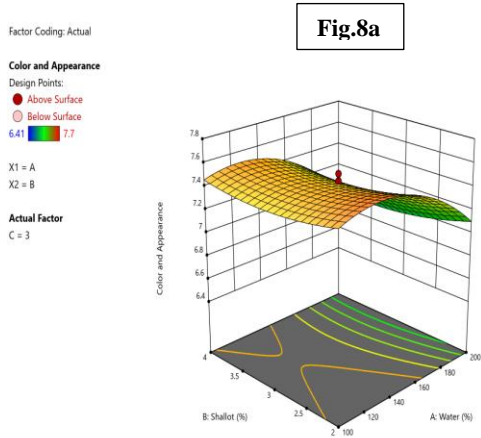 Fig.8a
Factor Coding: Actual
Color and Appearance
Design Points:
Above Surface
Below Surface
6.41 7.7
X1 = A
X2 = B
Actual Factor
C = 3
Color and Appearance
7.8
7.6
7.4
7.2
7
6.8
6.6
6.4
4
3.5
3
2.5
2
B: Shallot (%)
100
120
140
160
180
200
A: Water (%)